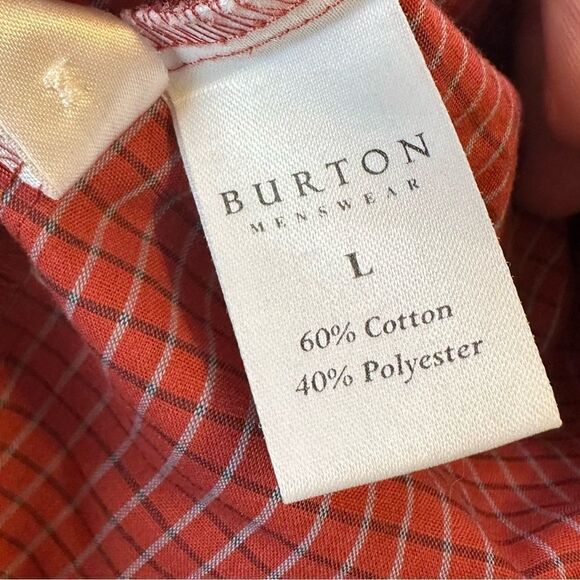 BURTON
MENSWEAR
L
60% Cotton
40% Polyester